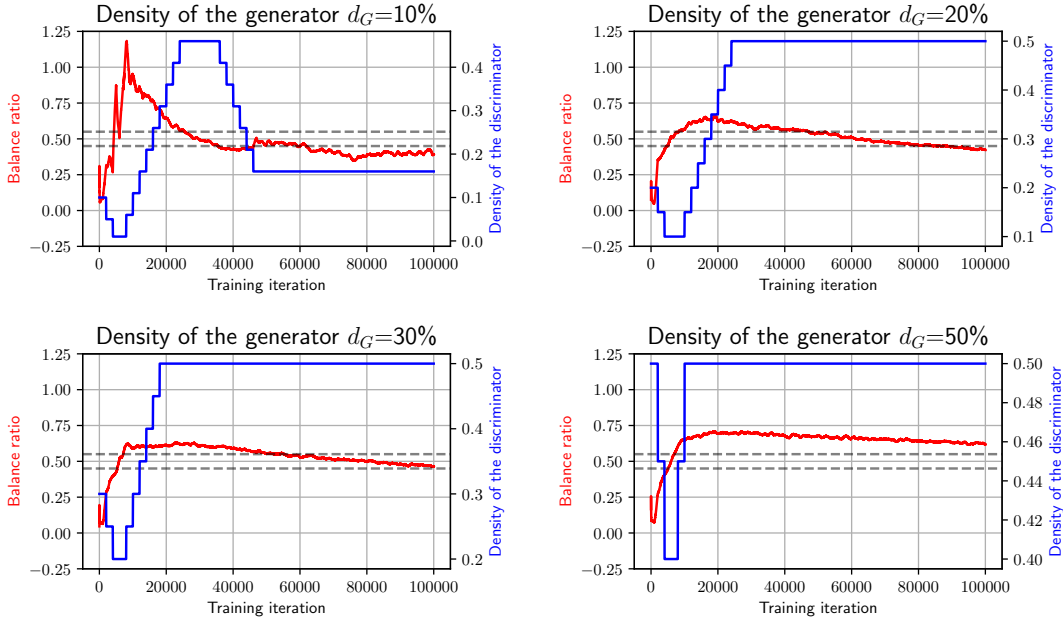 Density of the generator d_G=10%
1.25
1.00
0.75
0.50
0.25
0.00
−0.25
Balance ratio
0.4
0.3
0.2
0.1
0.0
Density of the discriminator
0 20000 40000 60000 80000 100000
Training iteration
Density of the generator d_G=20%
1.25
1.00
0.75
0.50
0.25
0.00
−0.25
Balance ratio
0.5
0.4
0.3
0.2
0.1
Density of the discriminator
0 20000 40000 60000 80000 100000
Training iteration
Density of the generator d_G=30%
1.25
1.00
0.75
0.50
0.25
0.00
−0.25
Balance ratio
0.5
0.4
0.3
0.2
Density of the discriminator
0 20000 40000 60000 80000 100000
Training iteration
Density of the generator d_G=50%
1.25
1.00
0.75
0.50
0.25
0.00
−0.25
Balance ratio
0.50
0.48
0.46
0.44
0.42
0.40
Density of the discriminator
0 20000 40000 60000 80000 100000
Training iteration